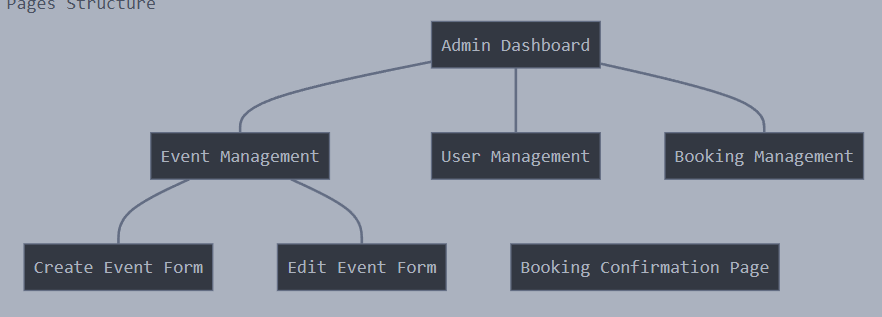 Pages Structure
Admin Dashboard
Event Management
User Management
Booking Management
Create Event Form
Edit Event Form
Booking Confirmation Page